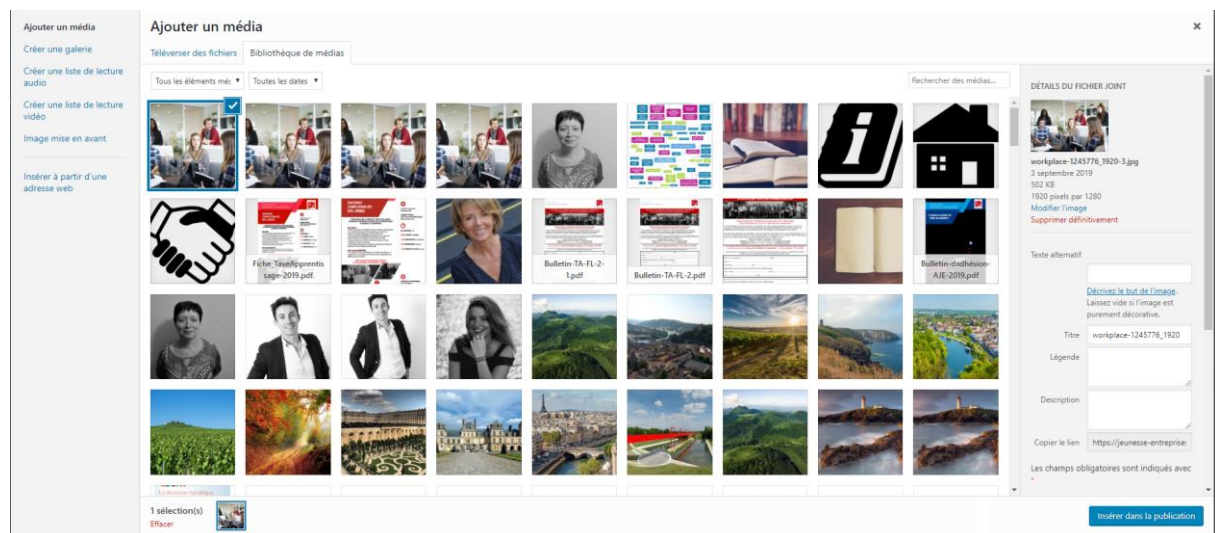 Ajouter un média
Créer une galerie
Créer une liste de lecture
audio
Créer une liste de lecture
vidéo
Image mise en avant
Insérer à partir d'une
adresse web
Ajouter un média
Téléverser des fichiers
Bibliothèque de médias
Tous les éléments méc
Toutes les dates
Rechercher des médias...
Fiche_TaxeApprentis
sage-2019.pdf
Bulletin-TA-FL-2-
1.pdf
Bulletin-TA-FL-2.pdf
Bulletin-dadhésion-
AJE-2019.pdf
1 sélection(s)
Effacer
DÉTAILS DU FICHIER JOINT
workplace-1245776_1920-3.jpg
3 septembre 2019
502 KB
1920 pixels par 1280
Modifier l'image
Supprimer définitivement
Texte alternatif
Décrivez le but de l'image.
Laissez vide si l'image est
purement décorative.
Titre
workplace-1245776_1920
Légende
Description
Copier le lien
https://jeunesse-entreprise
Les champs obligatoires sont indiqués avec
*
Insérer dans la publication